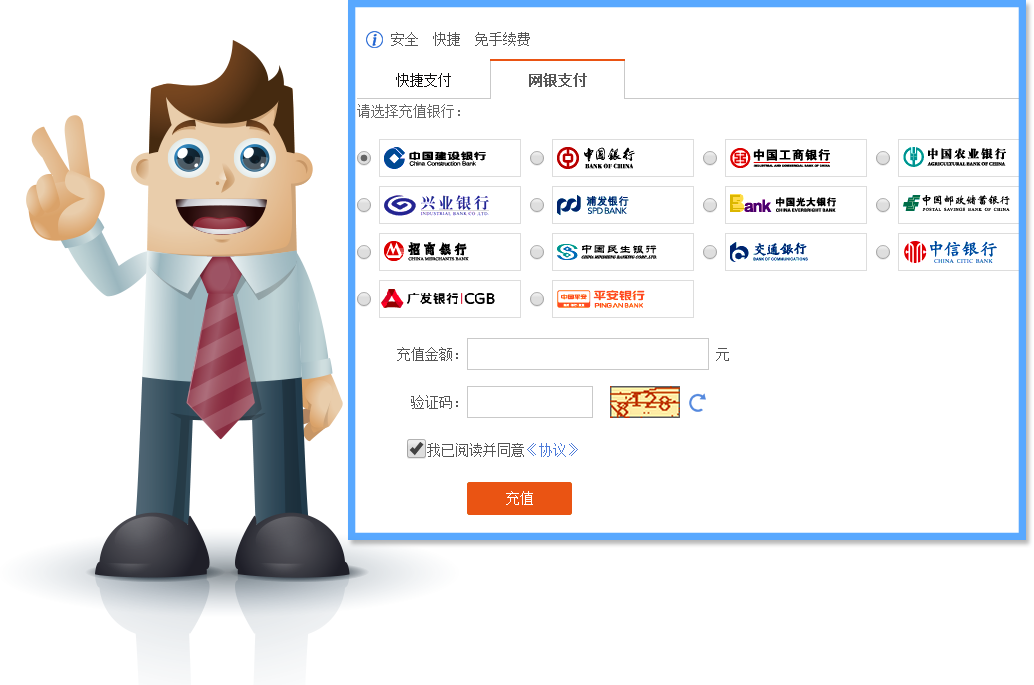 安全 快捷 免手续费
快捷支付 网银支付
请选择充值银行：
中国建设银行
China Construction Bank
中国银行
BANK OF CHINA
中国工商银行
INDUSTRIAL AND COMMERCIAL BANK OF CHINA
中国农业银行
AGRICULTURAL BANK OF CHINA
兴业银行
INDUSTRIAL BANK CO.,LTD.
浦发银行
SPD BANK
Bank 中国光大银行
CHINA EVERBRIGHT BANK
中国邮政储蓄银行
POSTAL SAVINGS BANK OF CHINA
招商银行
CHINA MERCHANTS BANK
中国民生银行
CHINA MINSHENG BANKING CORP., LTD.
交通银行
BANK OF COMMUNICATIONS
中信银行
CHINA CITIC BANK
广发银行|CGB
中国平安 平安银行
PINGAN BANK
充值金额： 元
验证码： 8128
我已阅读并同意《协议》
充值